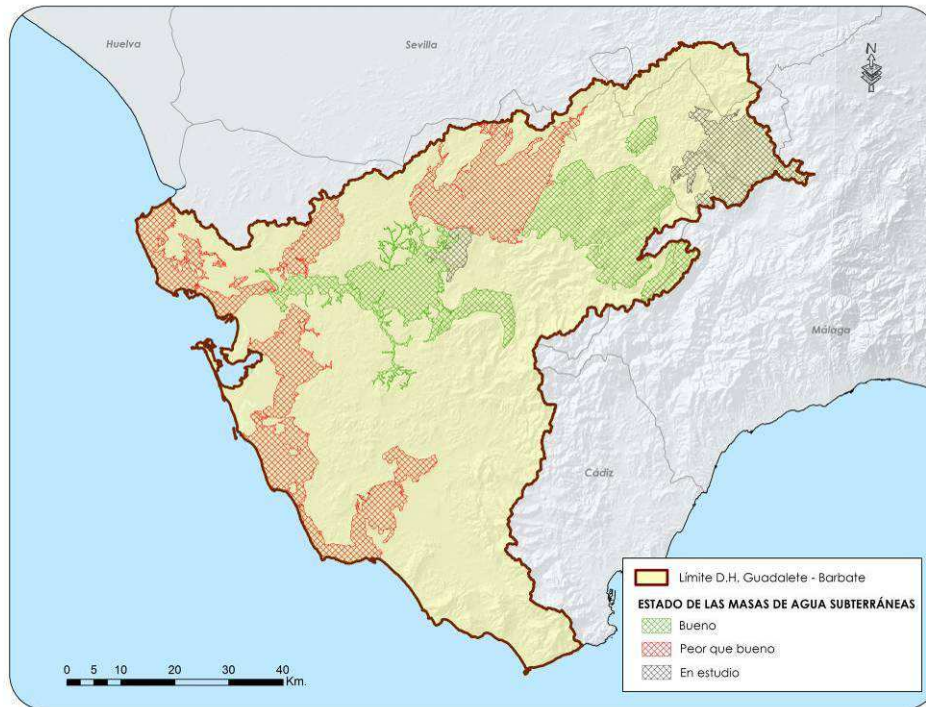 Huelva
Sevilla
N
Málaga
Cádiz
Límite D.H. Guadalete - Barbate
ESTADO DE LAS MASAS DE AGUA SUBTERRÁNEAS
Bueno
Peor que bueno
En estudio
0 5 10 20 30 40
Km.